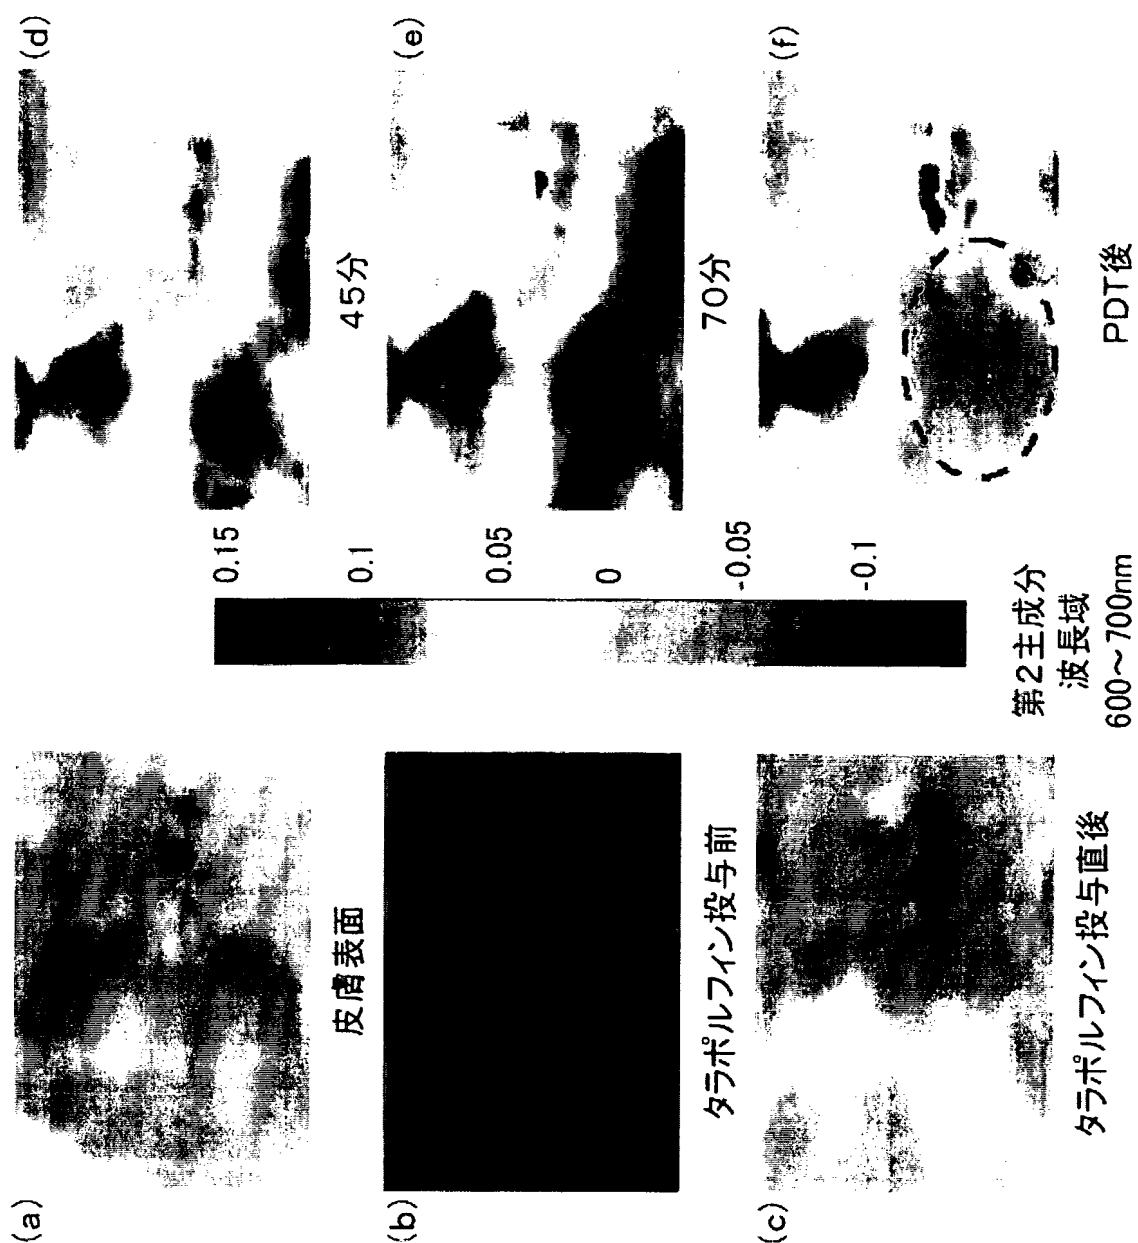 (a)
皮膚表面
(b)
タラポルフィン投与前
(c)
タラポルフィン投与直後
0.15
0.1
0.05
0
-0.05
-0.1
第2主成分
波長域
600~700nm
(d)
45分
(e)
70分
(f)
PDT後